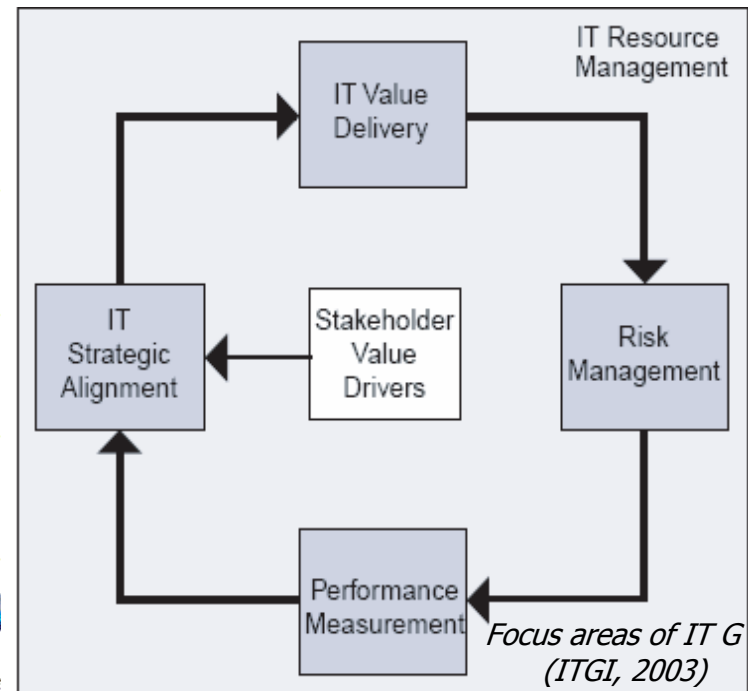 IT Resource
Management
IT Value
Delivery
IT
Strategic
Alignment
Stakeholder
Value
Drivers
Risk
Management
Performance
Measurement
Focus areas of IT G
(ITGI, 2003)